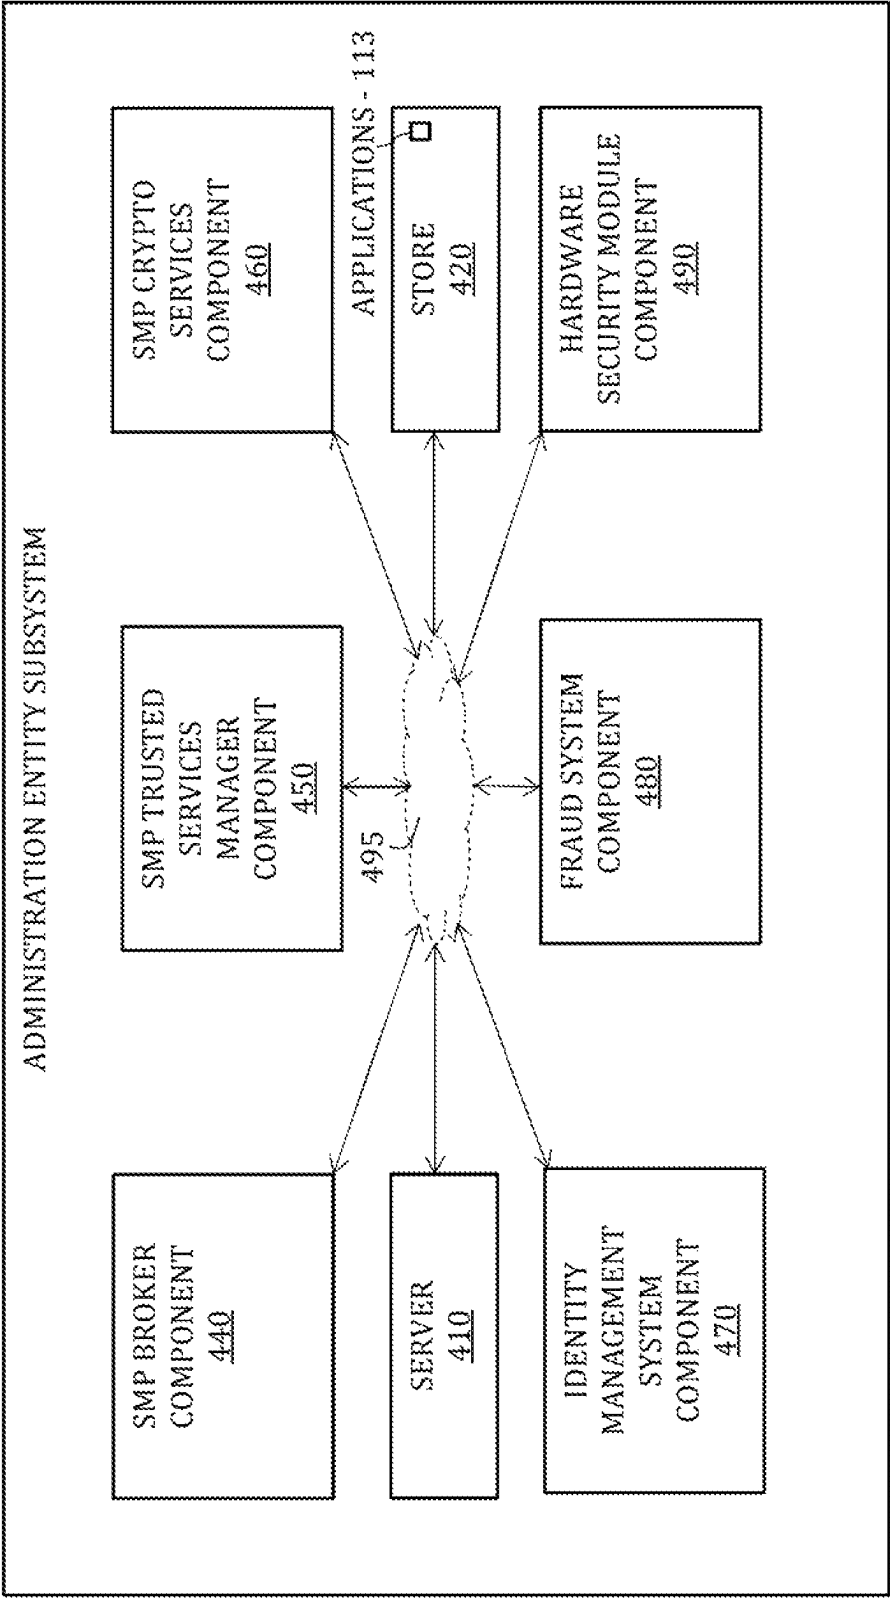 ADMINISTRATION ENTITY SUBSYSTEM
SMP BROKER
COMPONENT
440
SMP TRUSTED
SERVICES
MANAGER
COMPONENT
450
SMP CRYPTO
SERVICES
COMPONENT
460
SERVER
410
495
APPLICATIONS - 113
STORE
420
IDENTITY
MANAGEMENT
SYSTEM
COMPONENT
470
FRAUD SYSTEM
COMPONENT
480
HARDWARE
SECURITY MODULE
COMPONENT
490